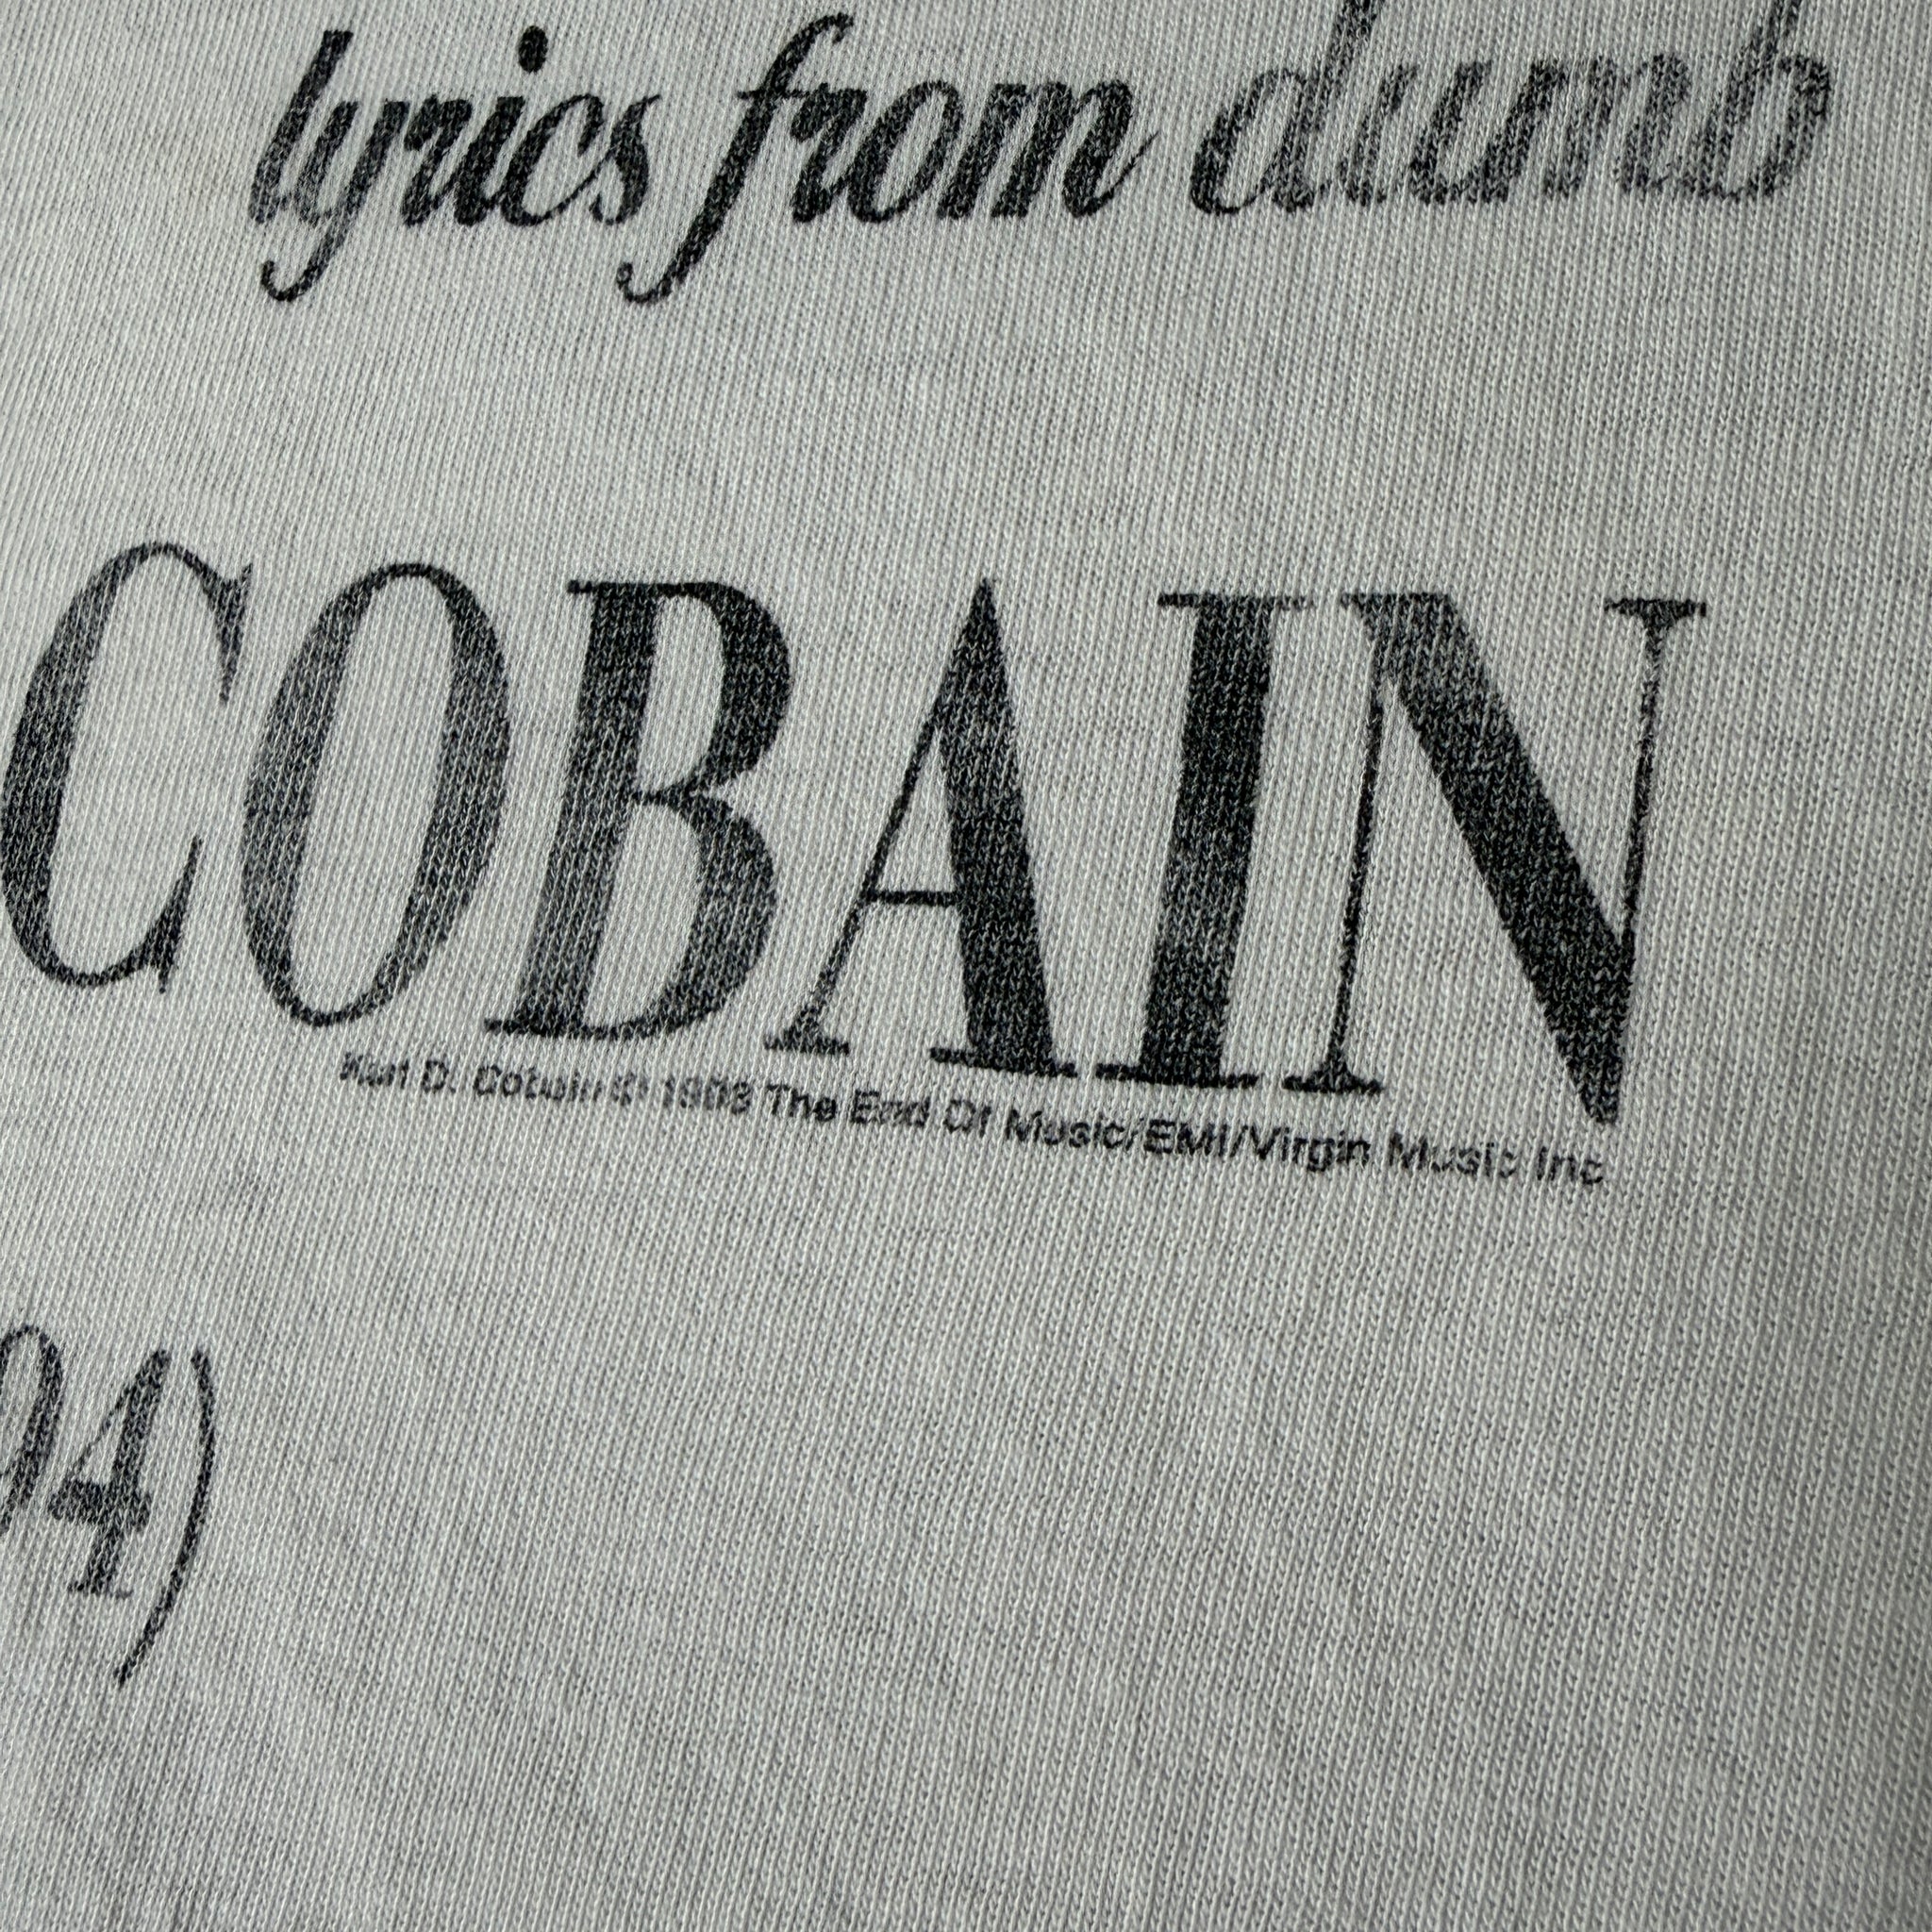 lyrics from dumb
COBAIN
Kurt D. Cobain © 1993 The End Of Music/EMI/Virgin Music Inc
94)